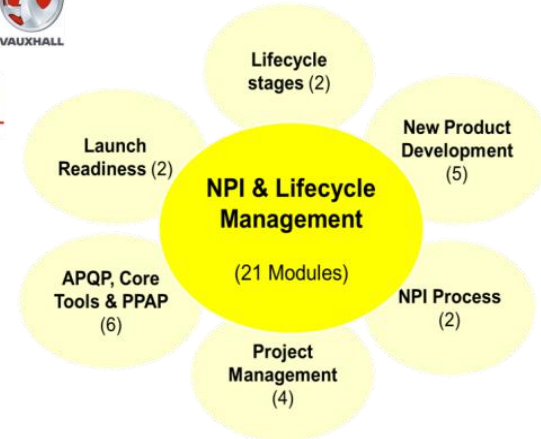 VAUXHALL
Lifecycle
stages (2)
New Product
Development
(5)
Launch
Readiness (2)
NPI & Lifecycle
Management
(21 Modules)
APQP, Core
Tools & PPAP
(6)
NPI Process
(2)
Project
Management
(4)